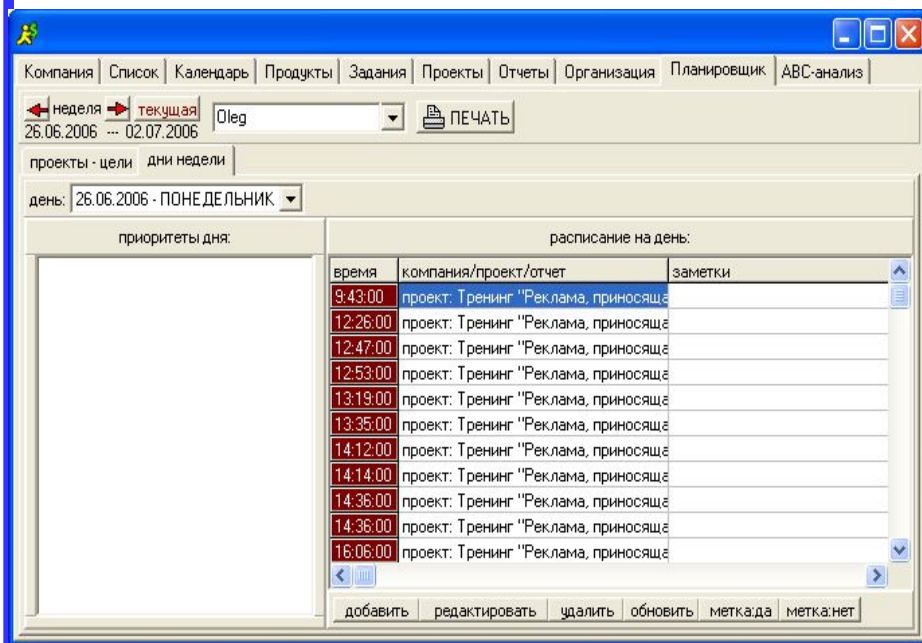 Компания Список Календарь Продукты Задания Проекты Отчеты Организация Планировщик ABC-анализ
неделя текущая Oleg ПЕЧАТЬ
26.06.2006 --- 02.07.2006
проекты - цели дни недели
день: 26.06.2006 - ПОНЕДЕЛЬНИК
приоритеты дня: расписание на день:
время компания/проект/отчет заметки
9:43:00 проект: Тренинг "Реклама, приносяща
12:26:00 проект: Тренинг "Реклама, приносяща
12:47:00 проект: Тренинг "Реклама, приносяща
12:53:00 проект: Тренинг "Реклама, приносяща
13:19:00 проект: Тренинг "Реклама, приносяща
13:35:00 проект: Тренинг "Реклама, приносяща
14:12:00 проект: Тренинг "Реклама, приносяща
14:14:00 проект: Тренинг "Реклама, приносяща
14:36:00 проект: Тренинг "Реклама, приносяща
14:36:00 проект: Тренинг "Реклама, приносяща
16:06:00 проект: Тренинг "Реклама, приносяща
добавить редактировать удалить обновить метка:да метка:нет